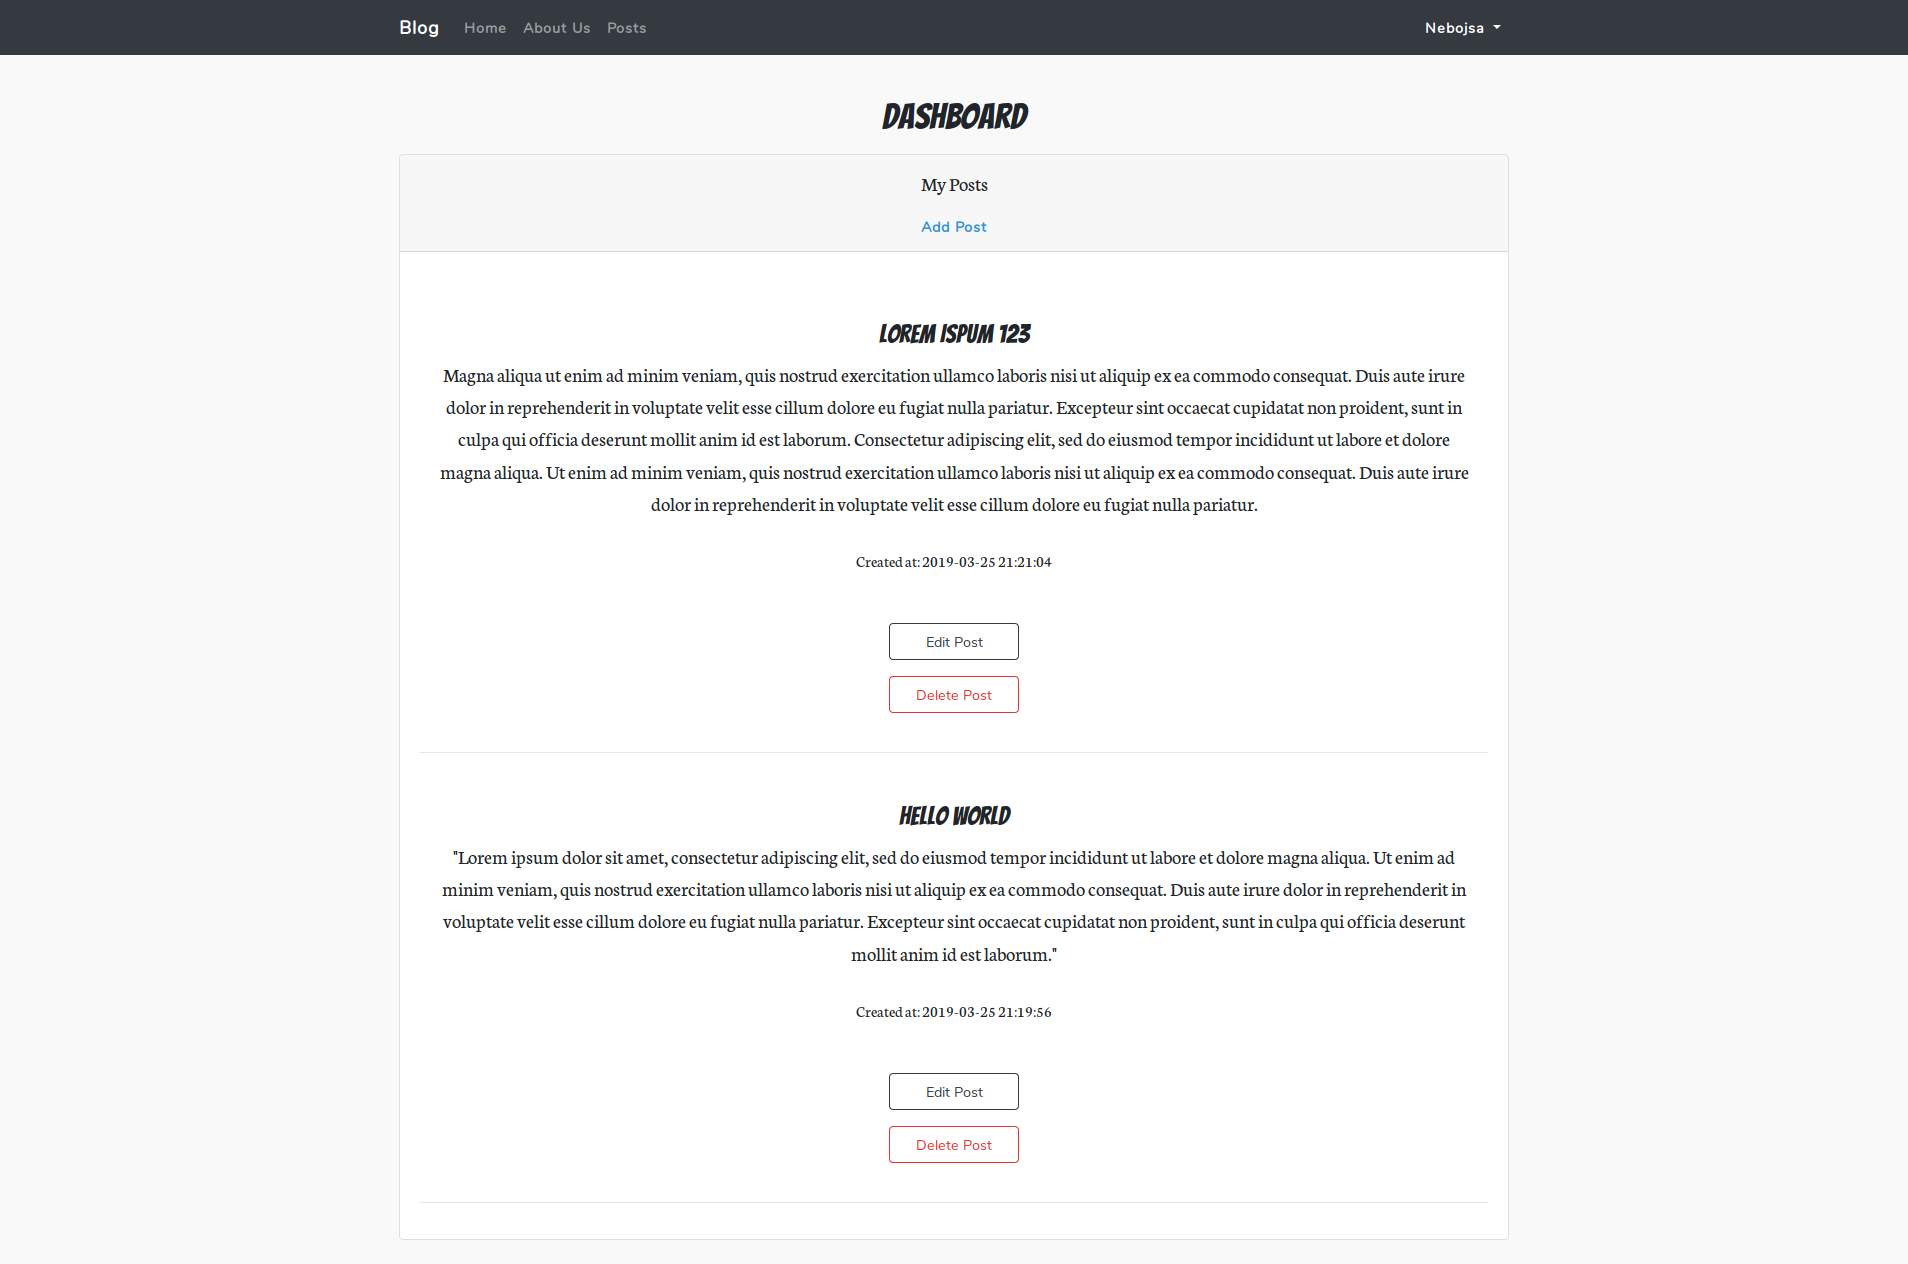 Blog Home About Us Posts Nebojsa
DASHBOARD
My Posts
Add Post
LOREM ISPUM 123
Magna aliqua ut enim ad minim veniam, quis nostrud exercitation ullamco laboris nisi ut aliquip ex ea commodo consequat. Duis aute irure
dolor in reprehenderit in voluptate velit esse cillum dolore eu fugiat nulla pariatur. Excepteur sint occaecat cupidatat non proident, sunt in
culpa qui officia deserunt mollit anim id est laborum. Consectetur adipiscing elit, sed do eiusmod tempor incididunt ut labore et dolore
magna aliqua. Ut enim ad minim veniam, quis nostrud exercitation ullamco laboris nisi ut aliquip ex ea commodo consequat. Duis aute irure
dolor in reprehenderit in voluptate velit esse cillum dolore eu fugiat nulla pariatur.
Created at: 2019-03-25 21:21:04
Edit Post
Delete Post
HELLO WORLD
"Lorem ipsum dolor sit amet, consectetur adipiscing elit, sed do eiusmod tempor incididunt ut labore et dolore magna aliqua. Ut enim ad
minim veniam, quis nostrud exercitation ullamco laboris nisi ut aliquip ex ea commodo consequat. Duis aute irure dolor in reprehenderit in
voluptate velit esse cillum dolore eu fugiat nulla pariatur. Excepteur sint occaecat cupidatat non proident, sunt in culpa qui officia deserunt
mollit anim id est laborum."
Created at: 2019-03-25 21:19:56
Edit Post
Delete Post